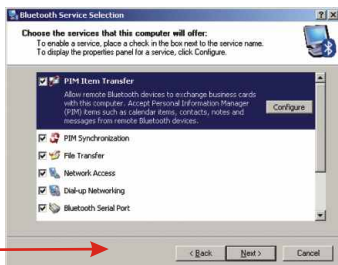 Bluetooth Service Selection
Choose the services that this computer will offer:
To enable a service, place a check in the box next to the service name.
To display the properties panel for a service, click Configure.
PIM Item Transfer
Allow remote Bluetooth devices to exchange business cards
with this computer. Accept Personal Information Manager
(PIM) items such as calendar items, contacts, notes and
messages from remote Bluetooth devices.
Configure
PIM Synchronization
File Transfer
Network Access
Dial-up Networking
Bluetooth Serial Port
< Back
Next >
Cancel